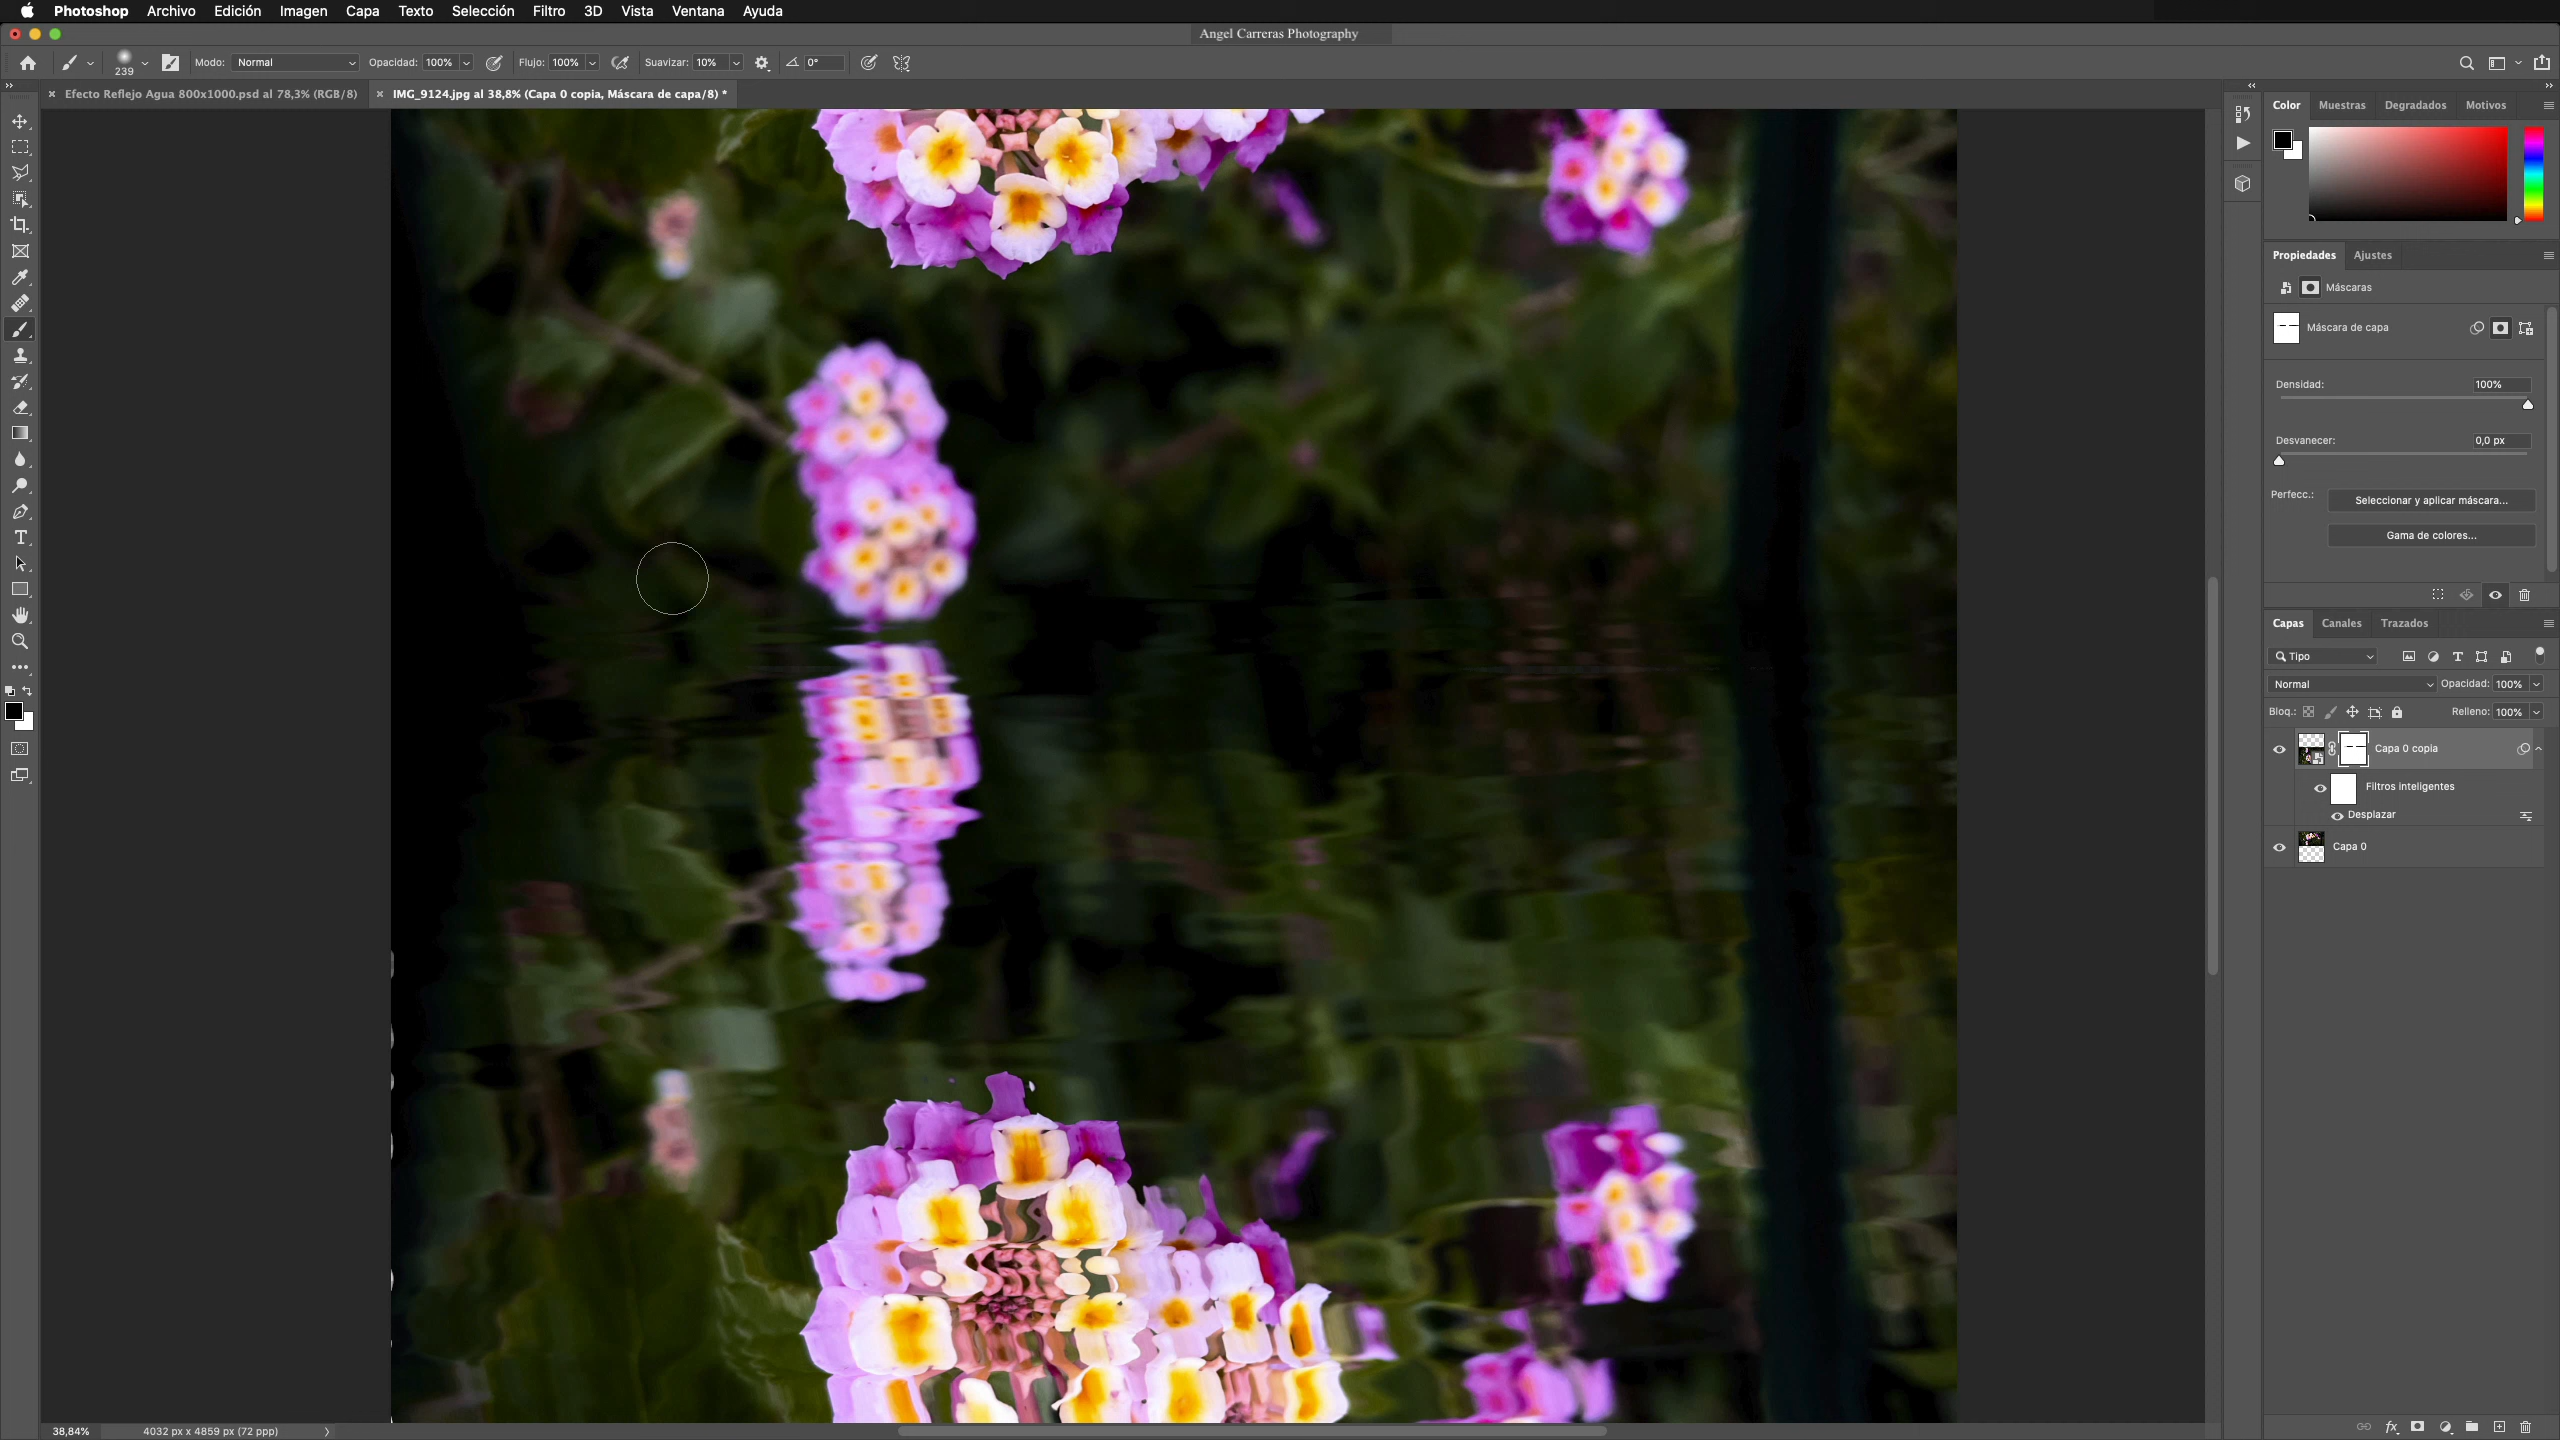 Photoshop Archivo Edición Imagen Capa Texto Selección Filtro 3D Vista Ventana Ayuda
Angel Carreras Photography
239 Modo: Normal Opacidad: 100% Flujo: 100% Suavizar: 10% 0°
Efecto Reflejo Agua 800x1000.psd al 78,3% (RGB/8) IMG_9124.jpg al 38,8% (Capa 0 copia, Máscara de capa/8) *
Color Muestras Degradados Motivos
Propiedades Ajustes
Máscaras
Máscara de capa
Densidad: 100%
Desvanecer: 0,0 px
Perfecc.: Seleccionar y aplicar máscara...
Gama de colores...
Capas Canales Trazados
Tipo
Normal Opacidad: 100%
Bloq.: Relleno: 100%
Capa 0 copia
Filtros inteligentes
Desplazar
Capa 0
38,84% 4032 px x 4859 px (72 ppp)